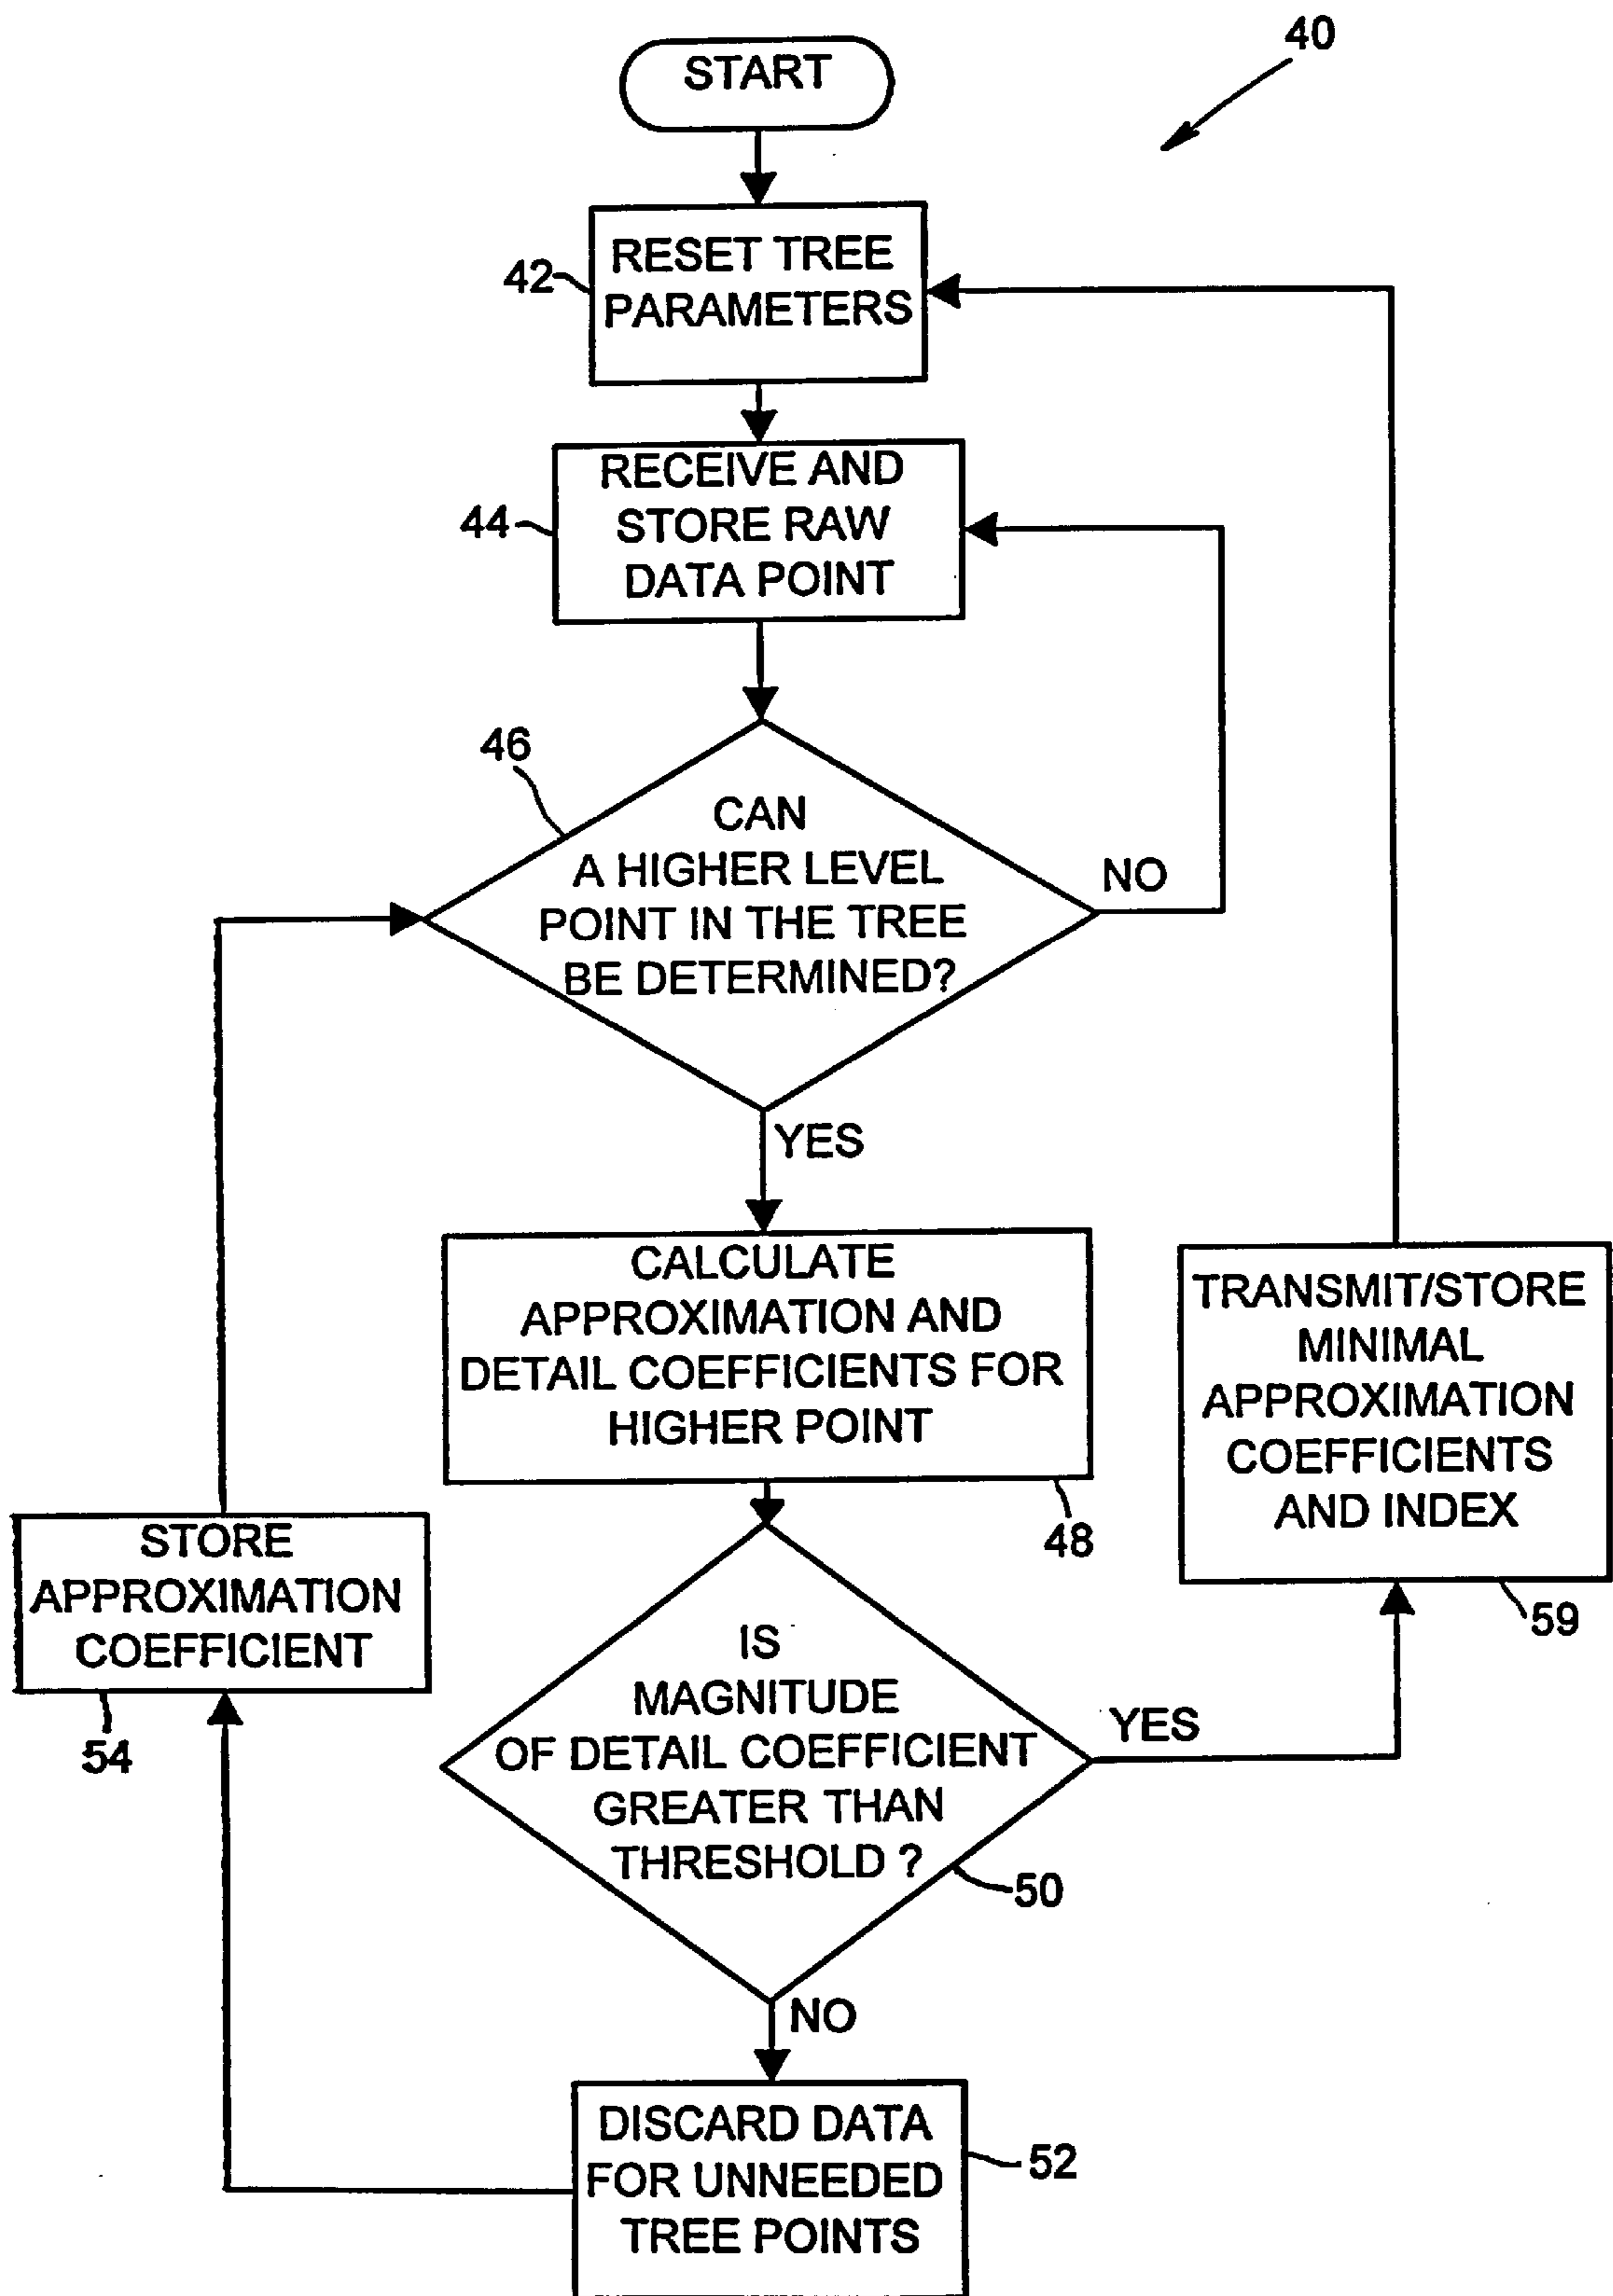 40
START
42
RESET TREE
PARAMETERS
44
RECEIVE AND
STORE RAW
DATA POINT
46
CAN
A HIGHER LEVEL
POINT IN THE TREE
BE DETERMINED?
NO
YES
CALCULATE
APPROXIMATION AND
DETAIL COEFFICIENTS FOR
HIGHER POINT
48
TRANSMIT/STORE
MINIMAL
APPROXIMATION
COEFFICIENTS
AND INDEX
59
STORE
APPROXIMATION
COEFFICIENT
54
IS
MAGNITUDE
OF DETAIL COEFFICIENT
GREATER THAN
THRESHOLD ?
YES
50
NO
DISCARD DATA
FOR UNNEEDED
TREE POINTS
52